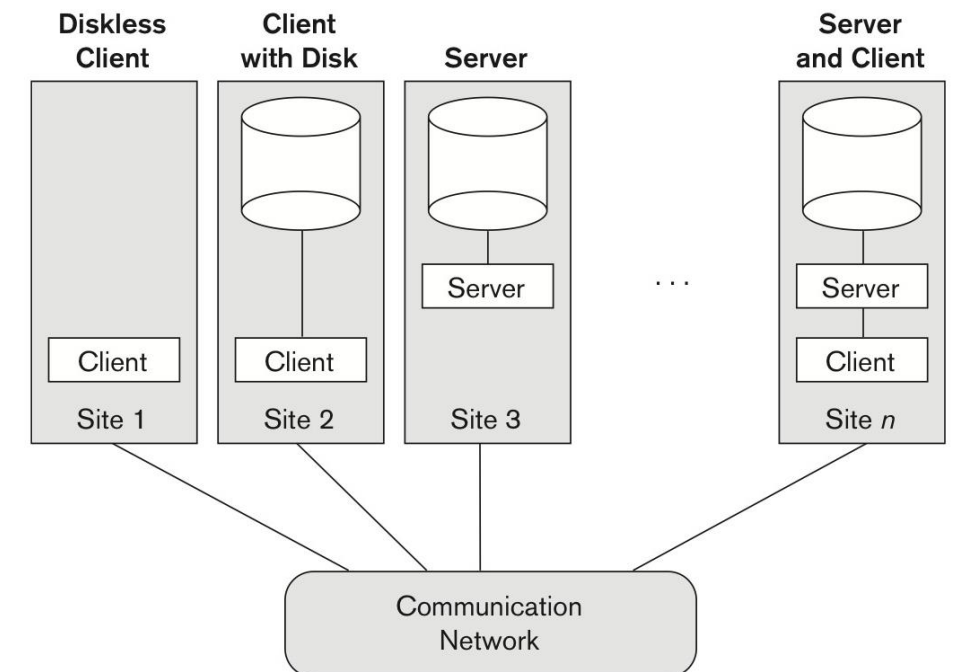 Diskless
Client
Client
with Disk
Server
Server
and Client
Server
. . .
Server
Client
Client
Client
Site 1
Site 2
Site 3
Site n
Communication
Network